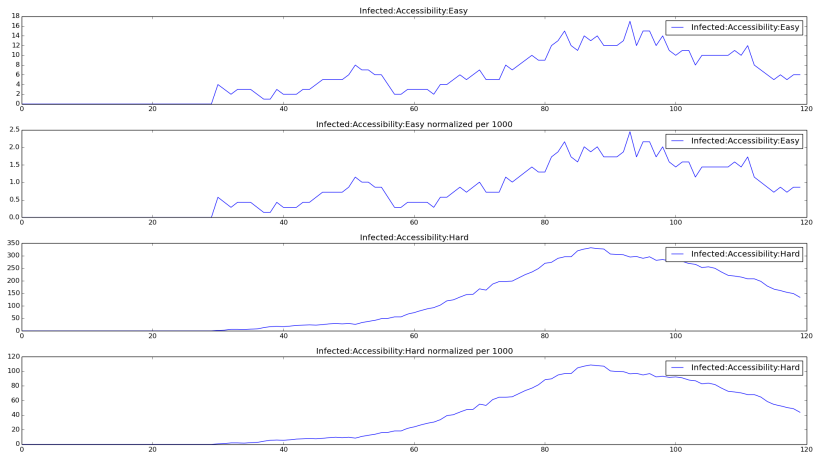 Infected:Accessibility:Easy
18
16
14
12
10
8
6
4
2
0
Infected:Accessibility:Easy
0 20 40 60 80 100 120
Infected:Accessibility:Easy normalized per 1000
2.5
2.0
1.5
1.0
0.5
0.0
Infected:Accessibility:Easy
0 20 40 60 80 100 120
Infected:Accessibility:Hard
350
300
250
200
150
100
50
0
Infected:Accessibility:Hard
0 20 40 60 80 100 120
Infected:Accessibility:Hard normalized per 1000
120
100
80
60
40
20
0
Infected:Accessibility:Hard
0 20 40 60 80 100 120